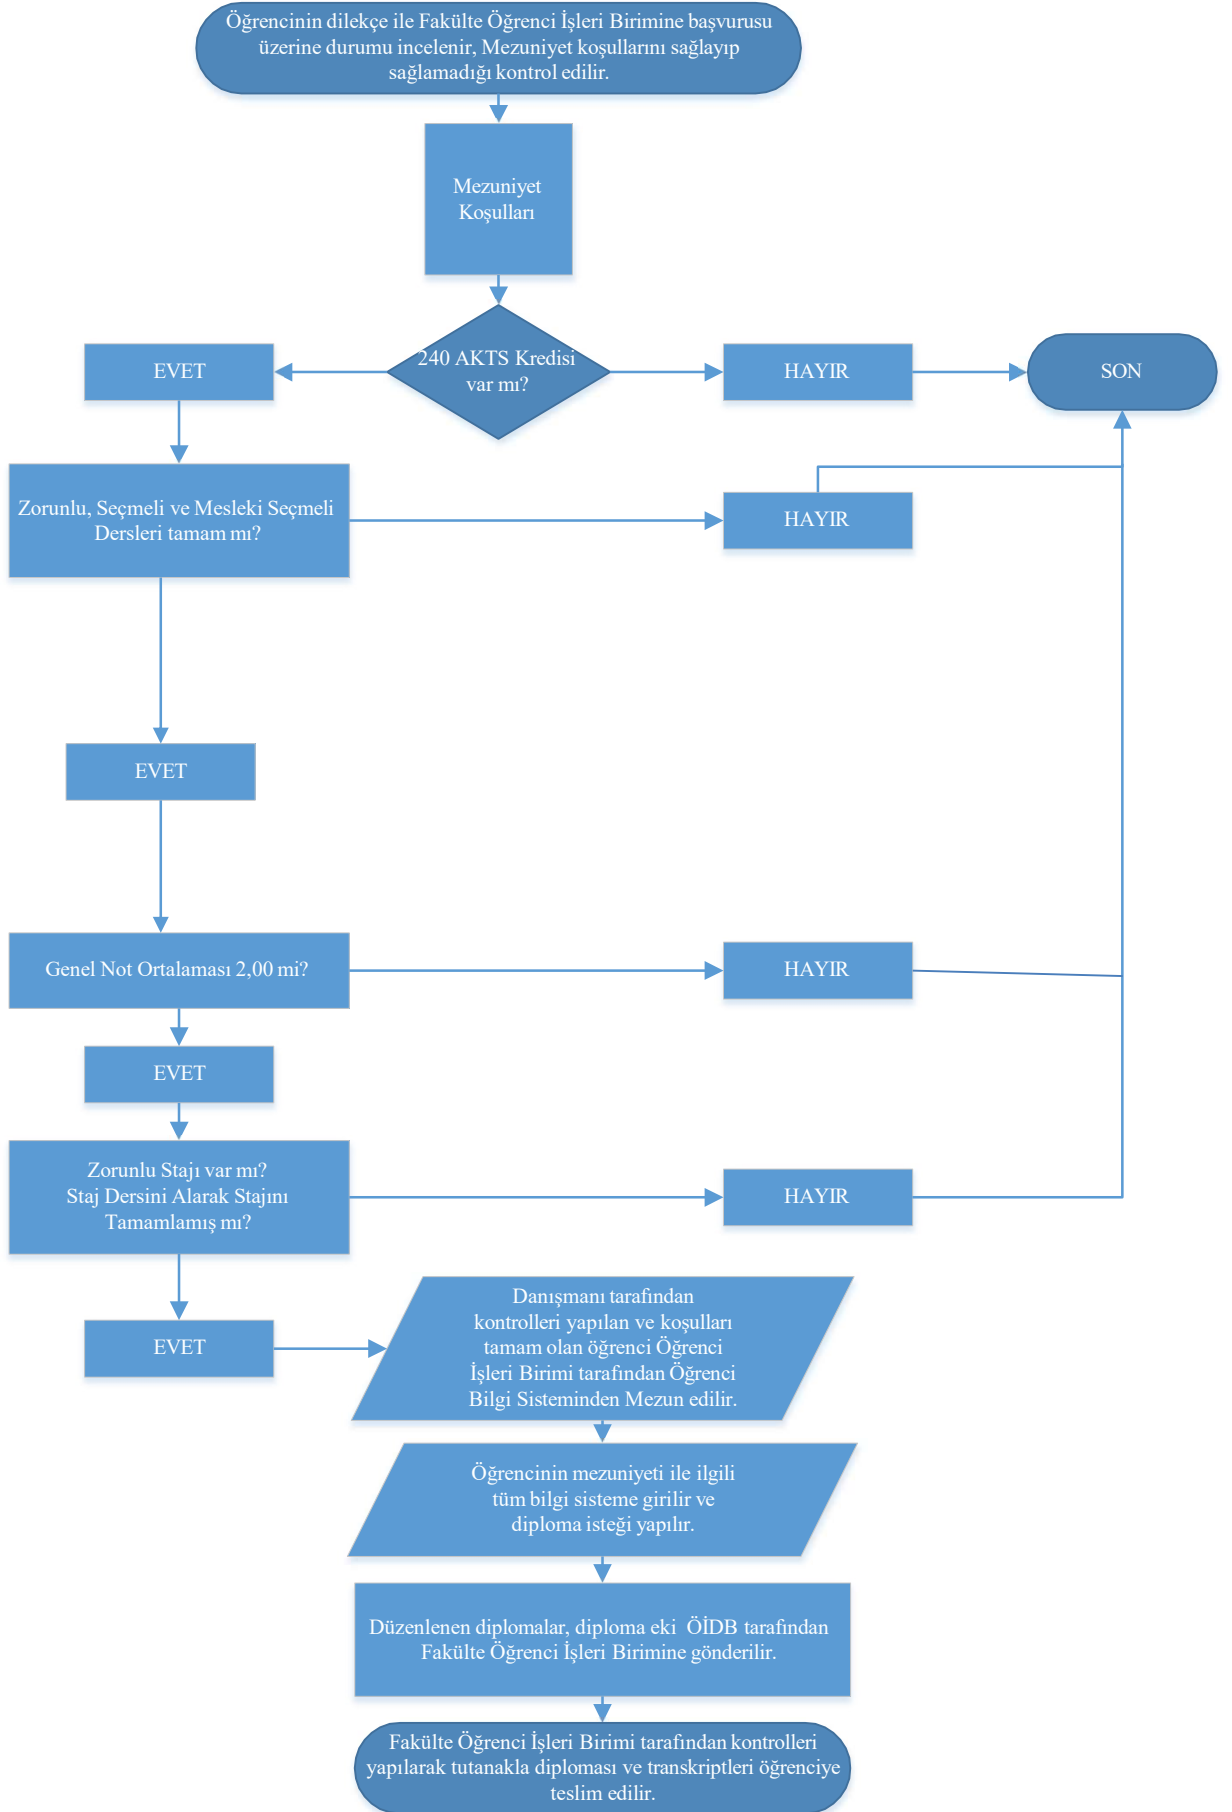 Öğrencinin dilekçe ile Fakülte Öğrenci İşleri Birimine başvurusu
üzerine durumu incelenir, Mezuniyet koşullarını sağlayıp
sağlamadığı kontrol edilir.
Mezuniyet
Koşulları
240 AKTS Kredisi
var mı?
EVET
HAYIR
SON
Zorunlu, Seçmeli ve Mesleki Seçmeli
Dersleri tamam mı?
HAYIR
EVET
Genel Not Ortalaması 2,00 mi?
HAYIR
EVET
Zorunlu Stajı var mı?
Staj Dersini Alarak Stajını
Tamamlamış mı?
HAYIR
EVET
Danışmanı tarafından
kontrolleri yapılan ve koşulları
tamam olan öğrenci Öğrenci
İşleri Birimi tarafından Öğrenci
Bilgi Sisteminden Mezun edilir.
Öğrencinin mezuniyeti ile ilgili
tüm bilgi sisteme girilir ve
diploma isteği yapılır.
Düzenlenen diplomalar, diploma eki ÖİDB tarafından
Fakülte Öğrenci İşleri Birimine gönderilir.
Fakülte Öğrenci İşleri Birimi tarafından kontrolleri
yapılarak tutanakla diploması ve transkriptleri öğrenciye
teslim edilir.